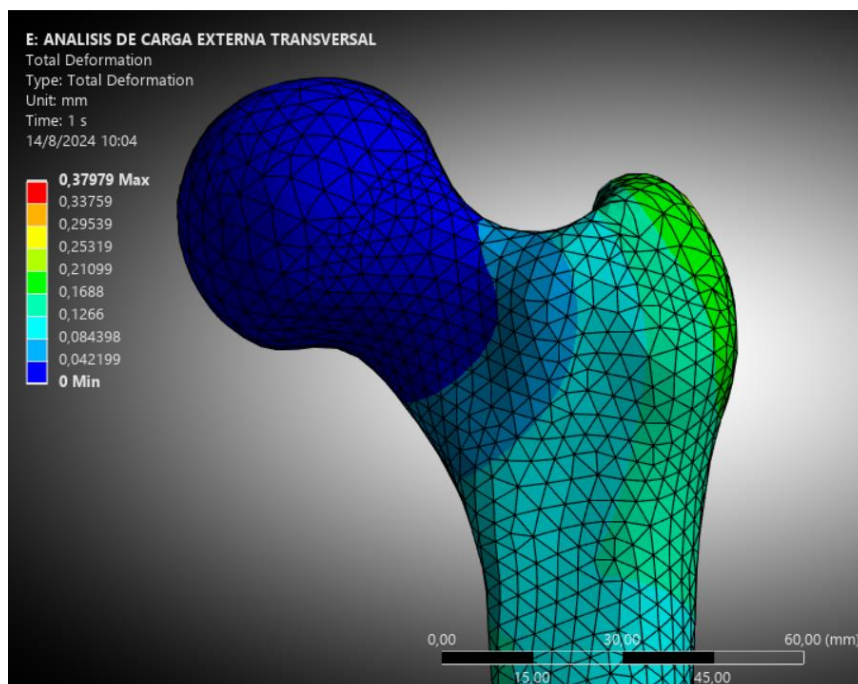 E: ANALISIS DE CARGA EXTERNA TRANSVERSAL
Total Deformation
Type: Total Deformation
Unit: mm
Time: 1 s
14/8/2024 10:04
0,37979 Max
0,33759
0,29539
0,25319
0,21099
0,1688
0,1266
0,084398
0,042199
0 Min
0,00 30,00 60,00 (mm)
15,00 45,00